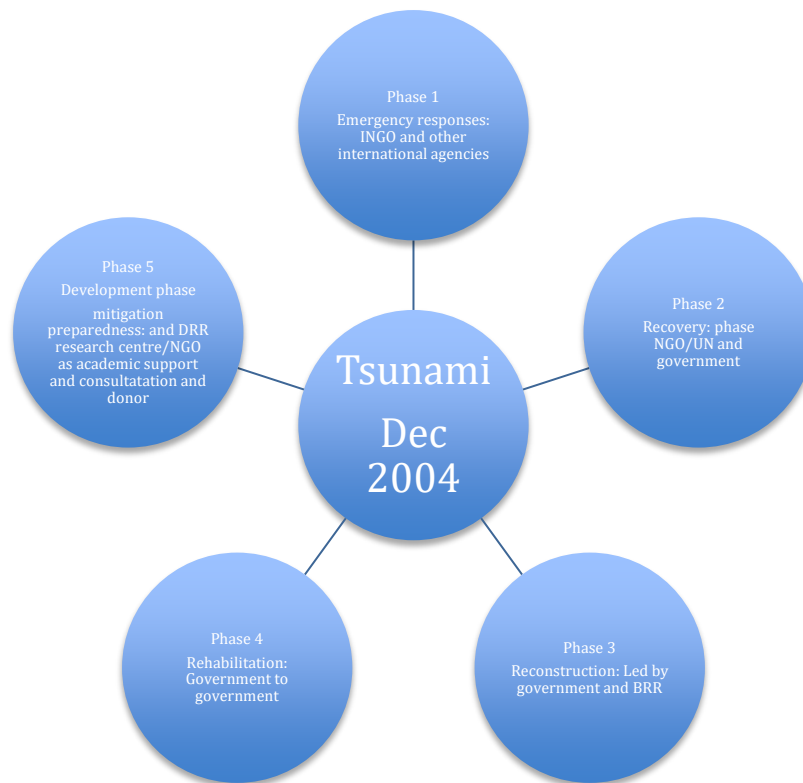 Phase 1
Emergency responses:
INGO and other
international agencies
Phase 2
Recovery: phase
NGO/UN and
government
Phase 3
Reconstruction: Led by
government and BRR
Phase 4
Rehabilitation:
Government to
government
Phase 5
Development phase
mitigation
preparedness: and DRR
research centre/NGO
as academic support
and consultatation and
donor
Tsunami
Dec
2004